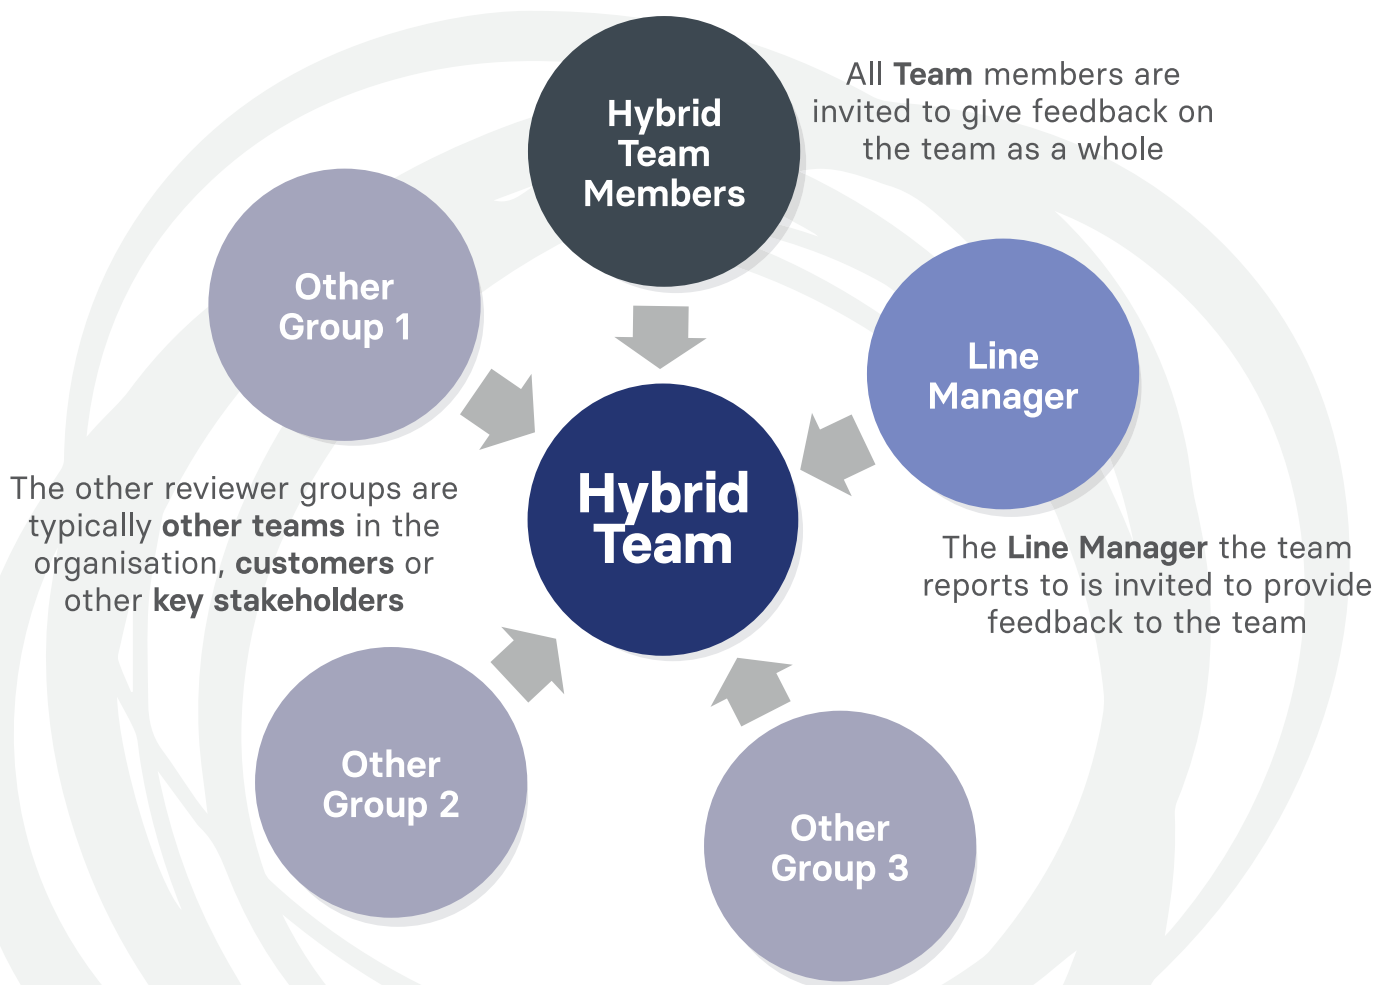 Hybrid
Team
Members
All Team members are
invited to give feedback on
the team as a whole
Other
Group 1
Line
Manager
The other reviewer groups are
typically other teams in the
organisation, customers or
other key stakeholders
Hybrid
Team
The Line Manager the team
reports to is invited to provide
feedback to the team
Other
Group 2
Other
Group 3